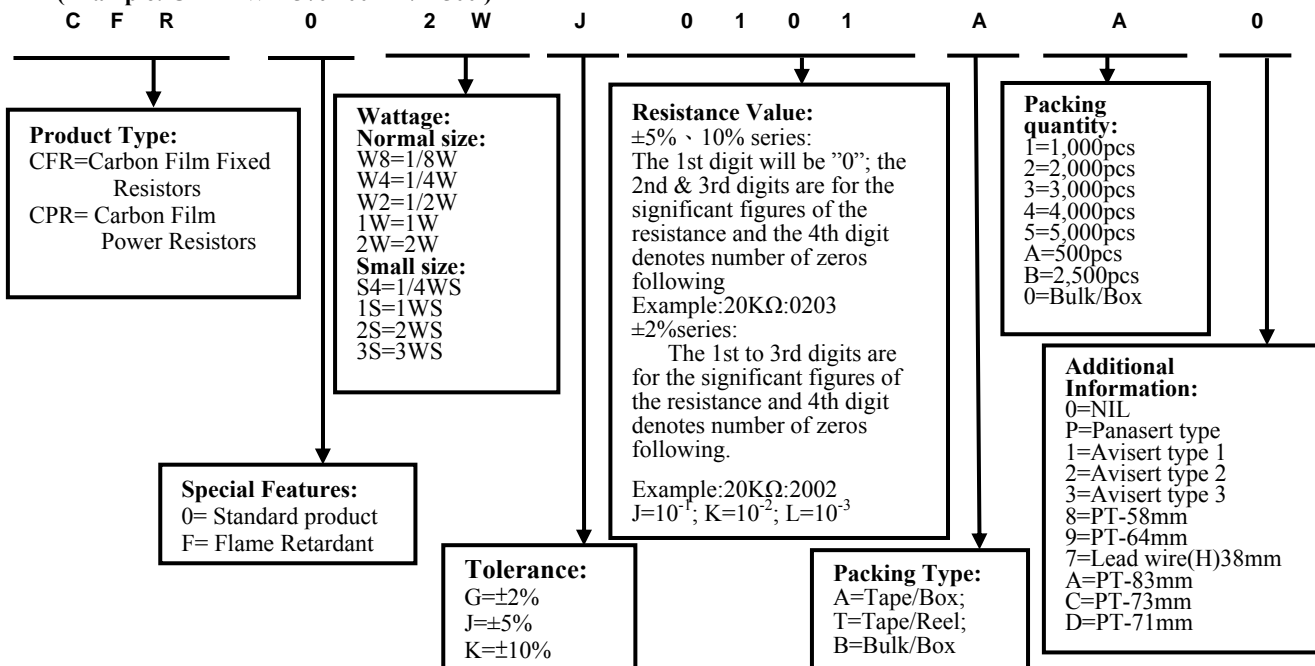 C F R 0 2 W J 0 1 0 1 A A 0
Product Type:
CFR=Carbon Film Fixed
Resistors
CPR= Carbon Film
Power Resistors
Wattage:
Normal size:
W8=1/8W
W4=1/4W
W2=1/2W
1W=1W
2W=2W
Small size:
S4=1/4WS
1S=1WS
2S=2WS
3S=3WS
Resistance Value:
±5%、10% series:
The 1st digit will be ”0”; the
2nd & 3rd digits are for the
significant figures of the
resistance and the 4th digit
denotes number of zeros
following
Example:20KΩ:0203
±2%series:
The 1st to 3rd digits are
for the significant figures of
the resistance and 4th digit
denotes number of zeros
following.
Example:20KΩ:2002
J=10⁻¹; K=10⁻²; L=10⁻³
Packing
quantity:
1=1,000pcs
2=2,000pcs
3=3,000pcs
4=4,000pcs
5=5,000pcs
A=500pcs
B=2,500pcs
0=Bulk/Box
Special Features:
0= Standard product
F= Flame Retardant
Tolerance:
G=±2%
J=±5%
K=±10%
Packing Type:
A=Tape/Box;
T=Tape/Reel;
B=Bulk/Box
Additional
Information:
0=NIL
P=Panasert type
1=Avisert type 1
2=Avisert type 2
3=Avisert type 3
8=PT-58mm
9=PT-64mm
7=Lead wire(H)38mm
A=PT-83mm
C=PT-73mm
D=PT-71mm